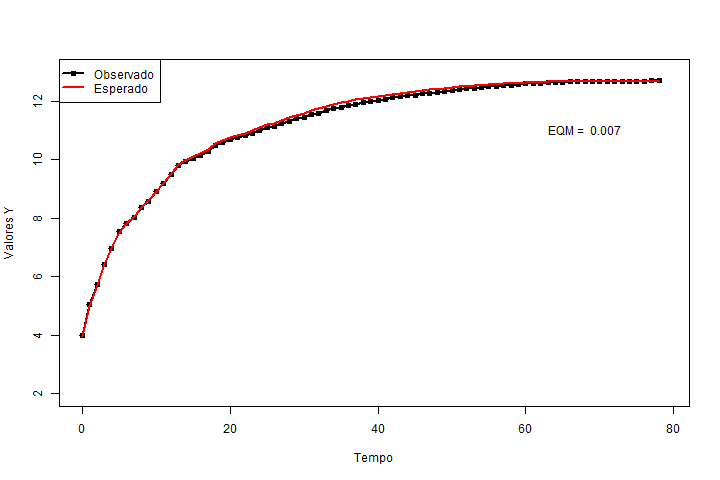 Observado
Esperado
EQM = 0.007
Valores Y
2
4
6
8
10
12
0
20
40
60
80
Tempo